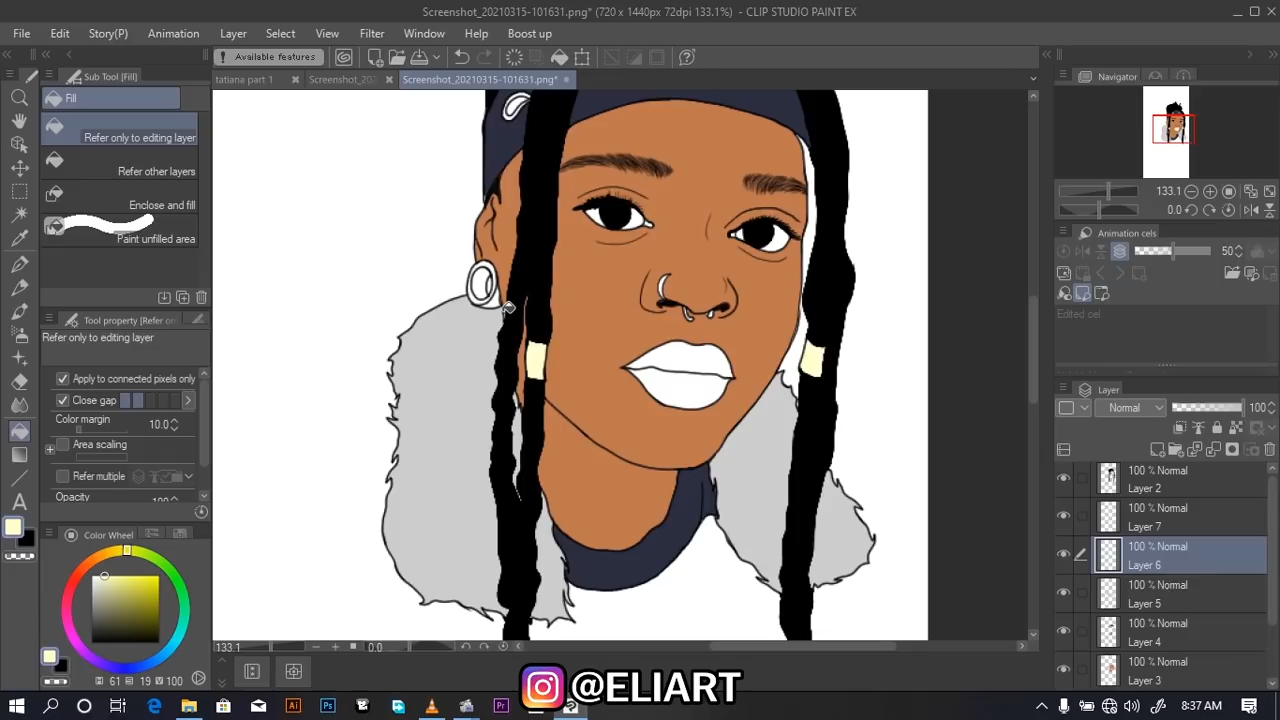 Screenshot_20210315-101631.png* (720 x 1440px 72dpi 133.1%) - CLIP STUDIO PAINT EX
File Edit Story(P) Animation Layer Select View Filter Window Help Boost up
Available features
tatiana part 1
Screenshot_202
Screenshot_20210315-101631.png*
Sub Tool [Fill]
Fill
Refer only to editing layer
Refer other layers
Enclose and fill
Paint unfilled area
Tool property [Refer on
Refer only to editing layer
Apply to connected pixels only
Close gap
Color margin 10.0
Area scaling
Refer multiple
Opacity
Color Wheel
H 61 S 19 V 100
Navigator
133.1
0.0
Animation cels
50
Edited cel
Layer
Normal 100
100 % Normal
Layer 2
100 % Normal
Layer 7
100 % Normal
Layer 6
100 % Normal
Layer 5
100 % Normal
Layer 4
100 % Normal
Layer 3
133.1 0.0
@ELIART
Ai Ps Pr
8:37 AM